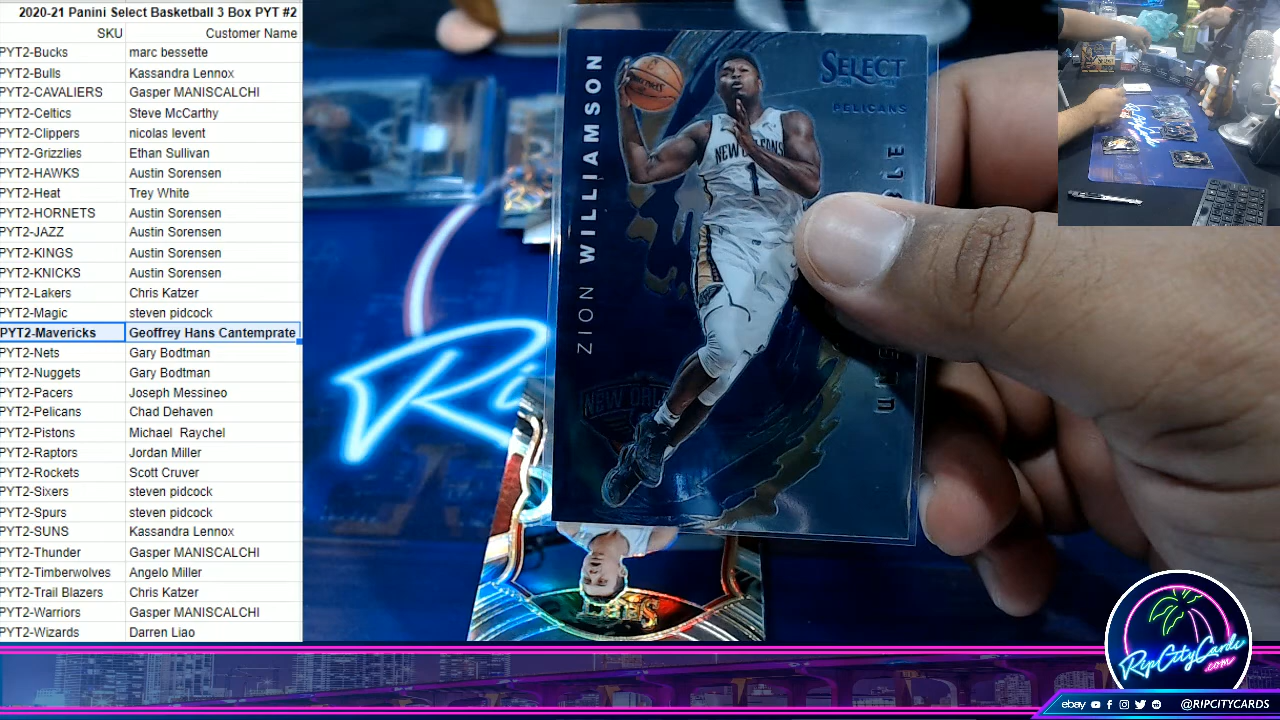 2020-21 Panini Select Basketball 3 Box PYT #2
SKU Customer Name
PYT2-Bucks marc bessette
PYT2-Bulls Kassandra Lennox
PYT2-CAVALIERS Gasper MANISCALCHI
PYT2-Celtics Steve McCarthy
PYT2-Clippers nicolas levent
PYT2-Grizzlies Ethan Sullivan
PYT2-HAWKS Austin Sorensen
PYT2-Heat Trey White
PYT2-HORNETS Austin Sorensen
PYT2-JAZZ Austin Sorensen
PYT2-KINGS Austin Sorensen
PYT2-KNICKS Austin Sorensen
PYT2-Lakers Chris Katzer
PYT2-Magic steven pidcock
PYT2-Mavericks Geoffrey Hans Cantemprate
PYT2-Nets Gary Bodtman
PYT2-Nuggets Gary Bodtman
PYT2-Pacers Joseph Messineo
PYT2-Pelicans Chad Dehaven
PYT2-Pistons Michael Raychel
PYT2-Raptors Jordan Miller
PYT2-Rockets Scott Cruver
PYT2-Sixers steven pidcock
PYT2-Spurs steven pidcock
PYT2-SUNS Kassandra Lennox
PYT2-Thunder Gasper MANISCALCHI
PYT2-Timberwolves Angelo Miller
PYT2-Trail Blazers Chris Katzer
PYT2-Warriors Gasper MANISCALCHI
PYT2-Wizards Darren Liao
ZION WILLIAMSON
SELECT
PELICANS
NEW ORLEANS
1
SELECT
RipCityCards
.com
ebay @RIPCITYCARDS